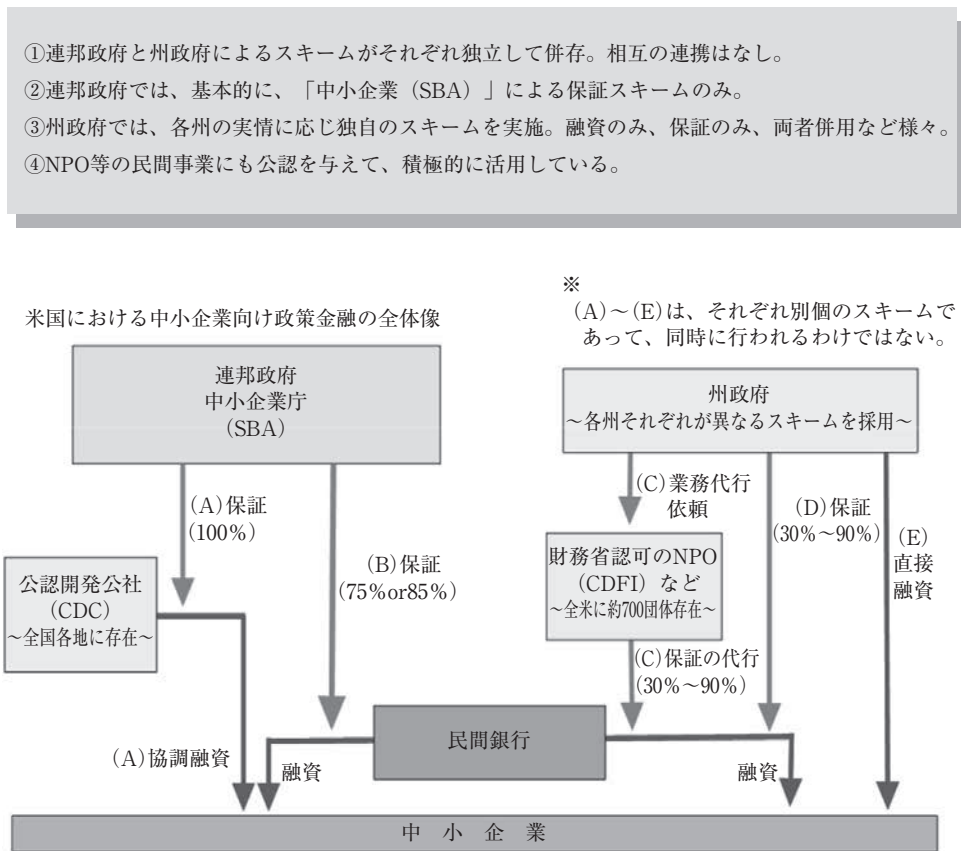 ①連邦政府と州政府によるスキームがそれぞれ独立して併存。相互の連携はなし。
②連邦政府では、基本的に、「中小企業（SBA）」による保証スキームのみ。
③州政府では、各州の実情に応じ独自のスキームを実施。融資のみ、保証のみ、両者併用など様々。
④NPO等の民間事業にも公認を与えて、積極的に活用している。
米国における中小企業向け政策金融の全体像
※
(A)～(E)は、それぞれ別個のスキームで
あって、同時に行われるわけではない。
連邦政府
中小企業庁
(SBA)
州政府
～各州それぞれが異なるスキームを採用～
(A)保証
(100%)
(B)保証
(75%or85%)
(C)業務代行
依頼
(D)保証
(30%～90%)
(E)
直接
融資
公認開発公社
(CDC)
～全国各地に存在～
財務省認可のNPO
（CDFI）など
～全米に約700団体存在～
(C)保証の代行
(30%～90%)
民間銀行
(A)協調融資
融資
融資
中 小 企 業